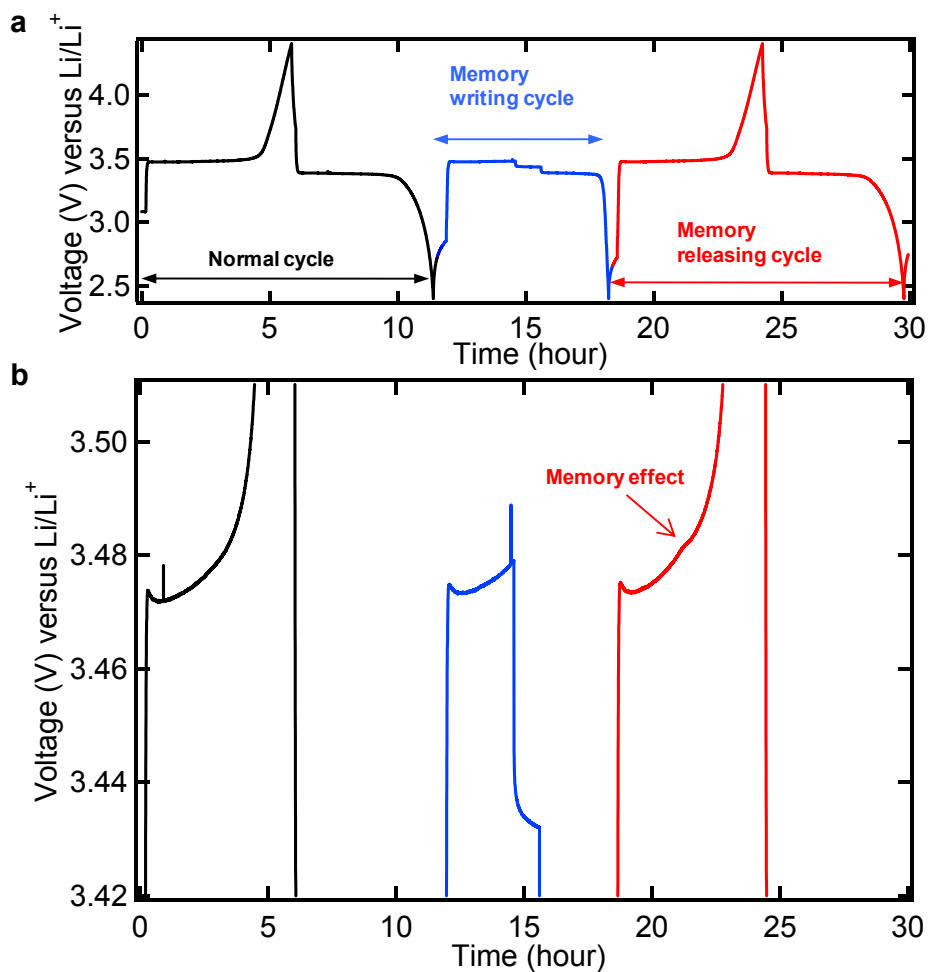 a
Voltage (V) versus Li/Li+
4.0
3.5
3.0
2.5
Memory
writing cycle
Normal cycle
Memory
releasing cycle
0 5 10 15 20 25 30
Time (hour)
b
Voltage (V) versus Li/Li+
3.50
3.48
3.46
3.44
3.42
Memory effect
0 5 10 15 20 25 30
Time (hour)